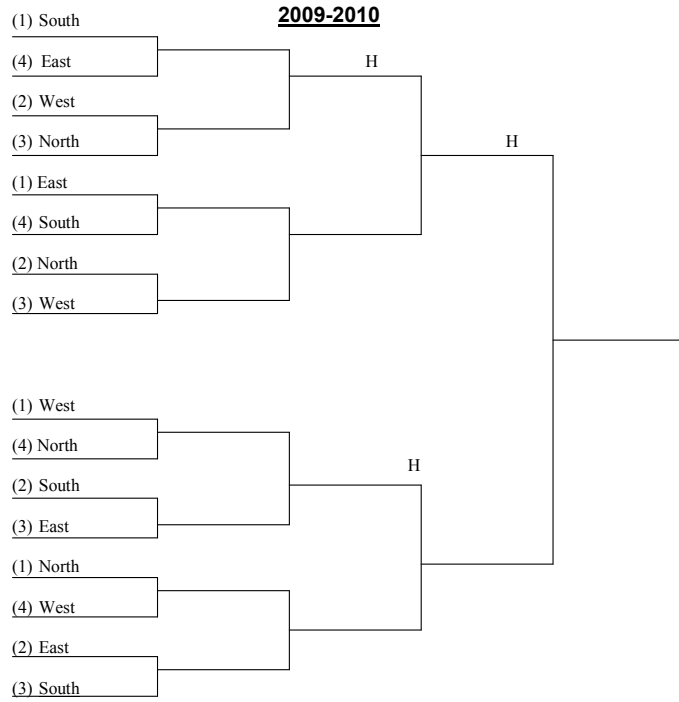 2009-2010
(1) South
(4) East
H
(2) West
(3) North
H
(1) East
(4) South
(2) North
(3) West
(1) West
(4) North
H
(2) South
(3) East
(1) North
(4) West
(2) East
(3) South